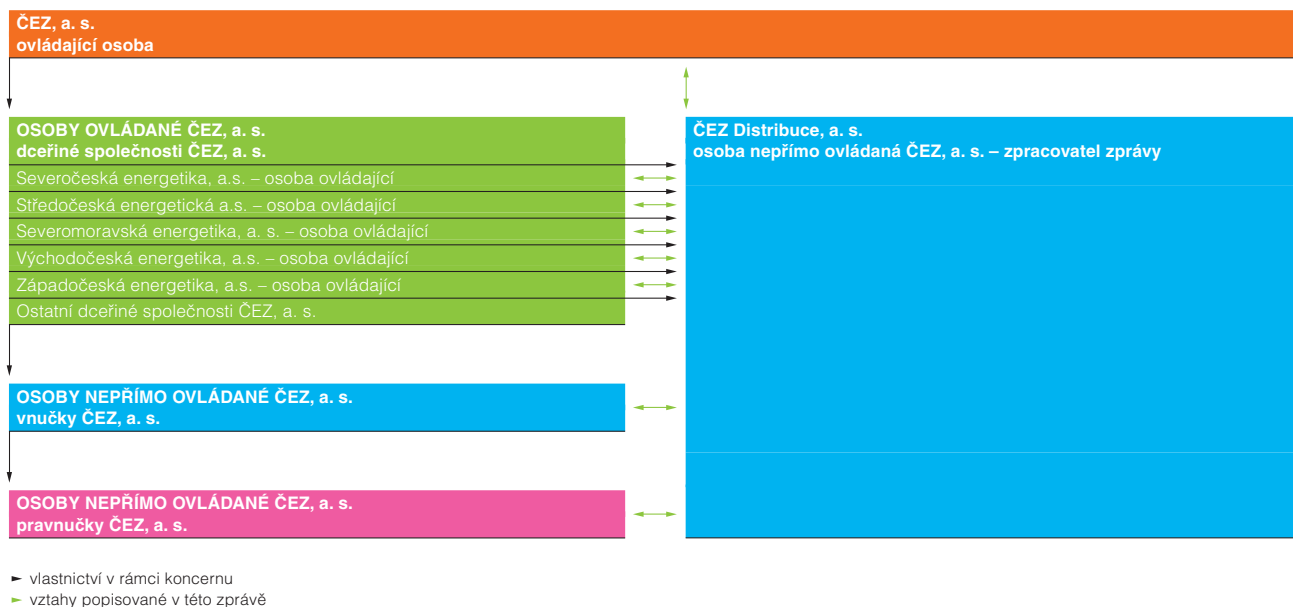 ČEZ, a. s.
ovládající osoba
OSOBY OVLÁDANÉ ČEZ, a. s.
dceřiné společnosti ČEZ, a. s.
Severočeská energetika, a.s. – osoba ovládající
Středočeská energetická a.s. – osoba ovládající
Severomoravská energetika, a. s. – osoba ovládající
Východočeská energetika, a.s. – osoba ovládající
Západočeská energetika, a.s. – osoba ovládající
Ostatní dceřiné společnosti ČEZ, a. s.
ČEZ Distribuce, a. s.
osoba nepřímo ovládaná ČEZ, a. s. – zpracovatel zprávy
OSOBY NEPŘÍMO OVLÁDANÉ ČEZ, a. s.
vnučky ČEZ, a. s.
OSOBY NEPŘÍMO OVLÁDANÉ ČEZ, a. s.
pravnučky ČEZ, a. s.
vlastnictví v rámci koncernu
vztahy popisované v této zprávě